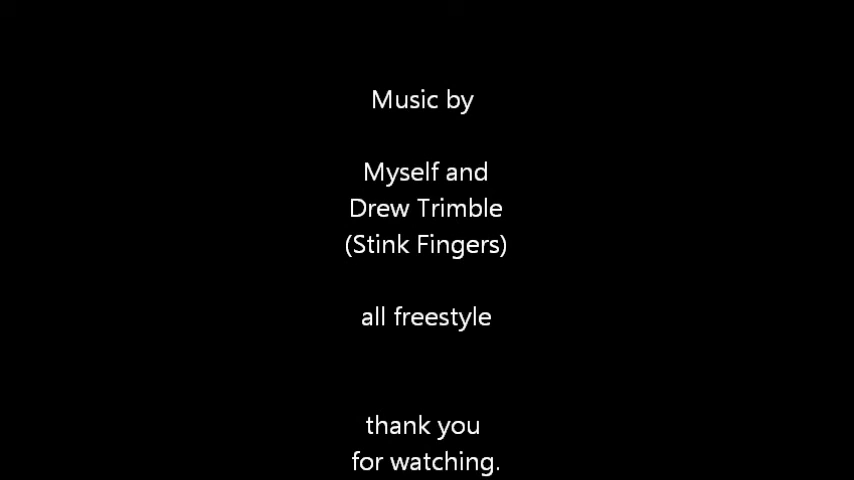 Music by
Myself and
Drew Trimble
(Stink Fingers)
all freestyle
thank you
for watching.